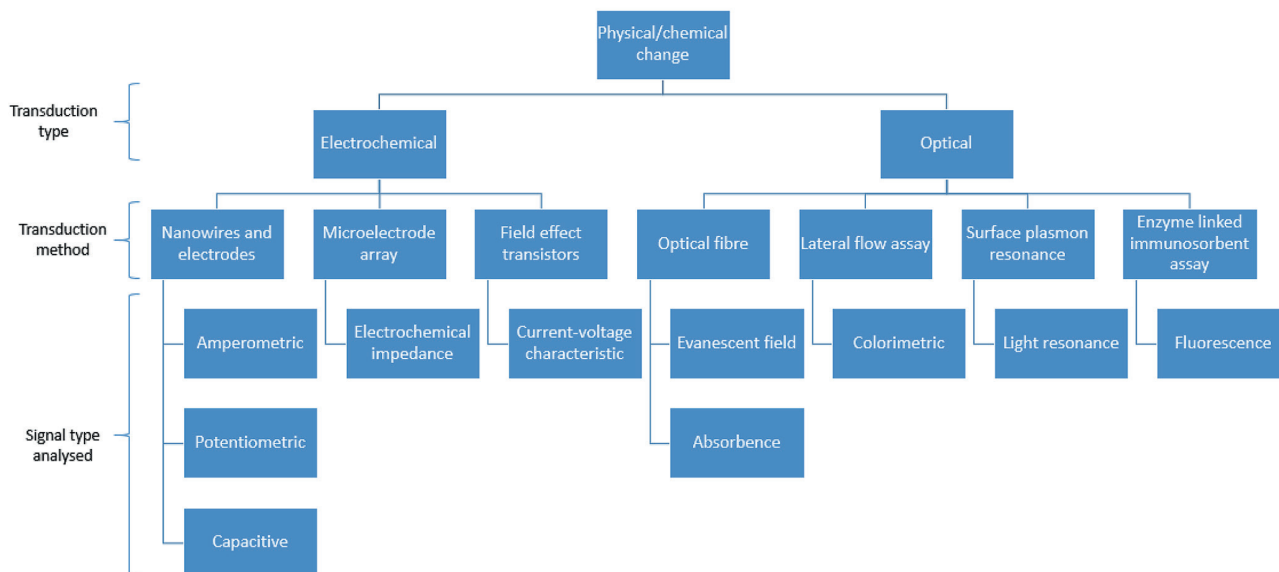 Physical/chemical
change
Transduction
type
Electrochemical
Optical
Transduction
method
Nanowires and
electrodes
Microelectrode
array
Field effect
transistors
Optical fibre
Lateral flow assay
Surface plasmon
resonance
Enzyme linked
immunosorbent
assay
Signal type
analysed
Amperometric
Electrochemical
impedance
Current-voltage
characteristic
Evanescent field
Colorimetric
Light resonance
Fluorescence
Potentiometric
Absorbence
Capacitive